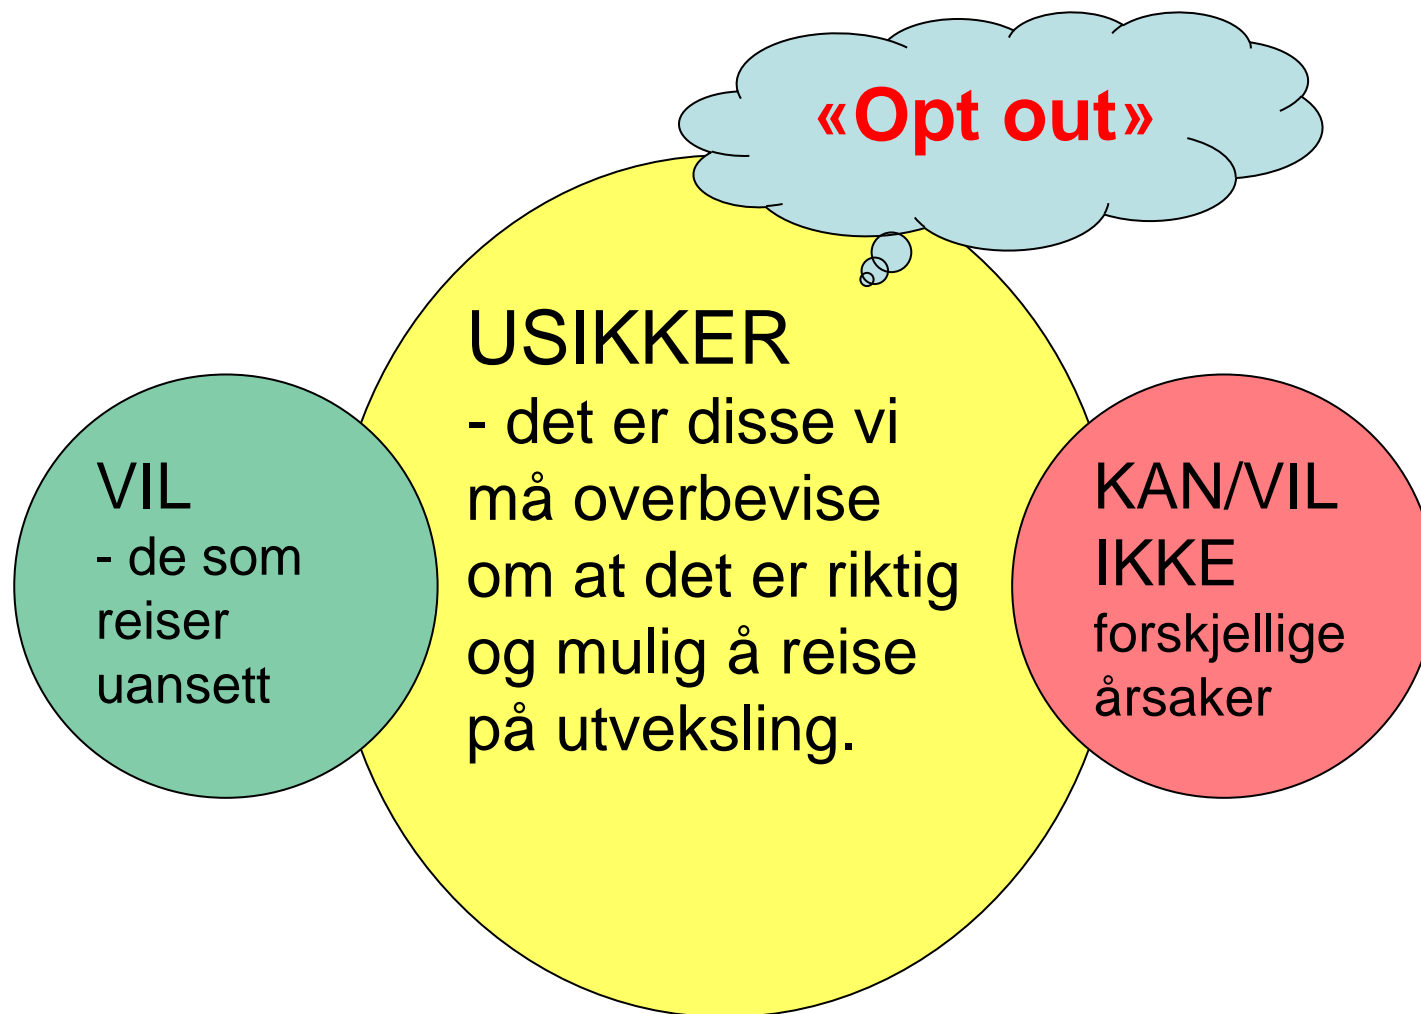 «Opt out»
USIKKER
- det er disse vi
må overbevise
om at det er riktig
og mulig å reise
på utveksling.
VIL
- de som
reiser
uansett
KAN/VIL
IKKE
forskjellige
årsaker